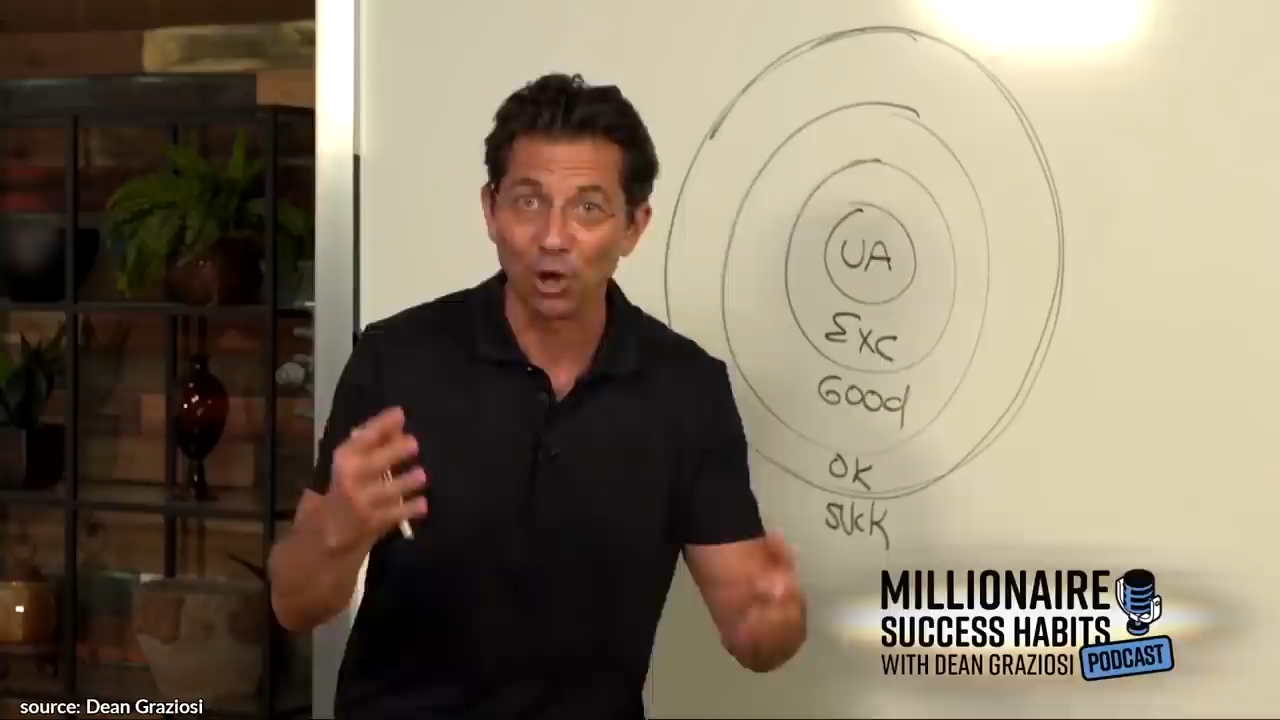 UA
EXC
GOOd
OK
SUCK
MILLIONAIRE
SUCCESS HABITS
WITH DEAN GRAZIOSI PODCAST
source: Dean Graziosi